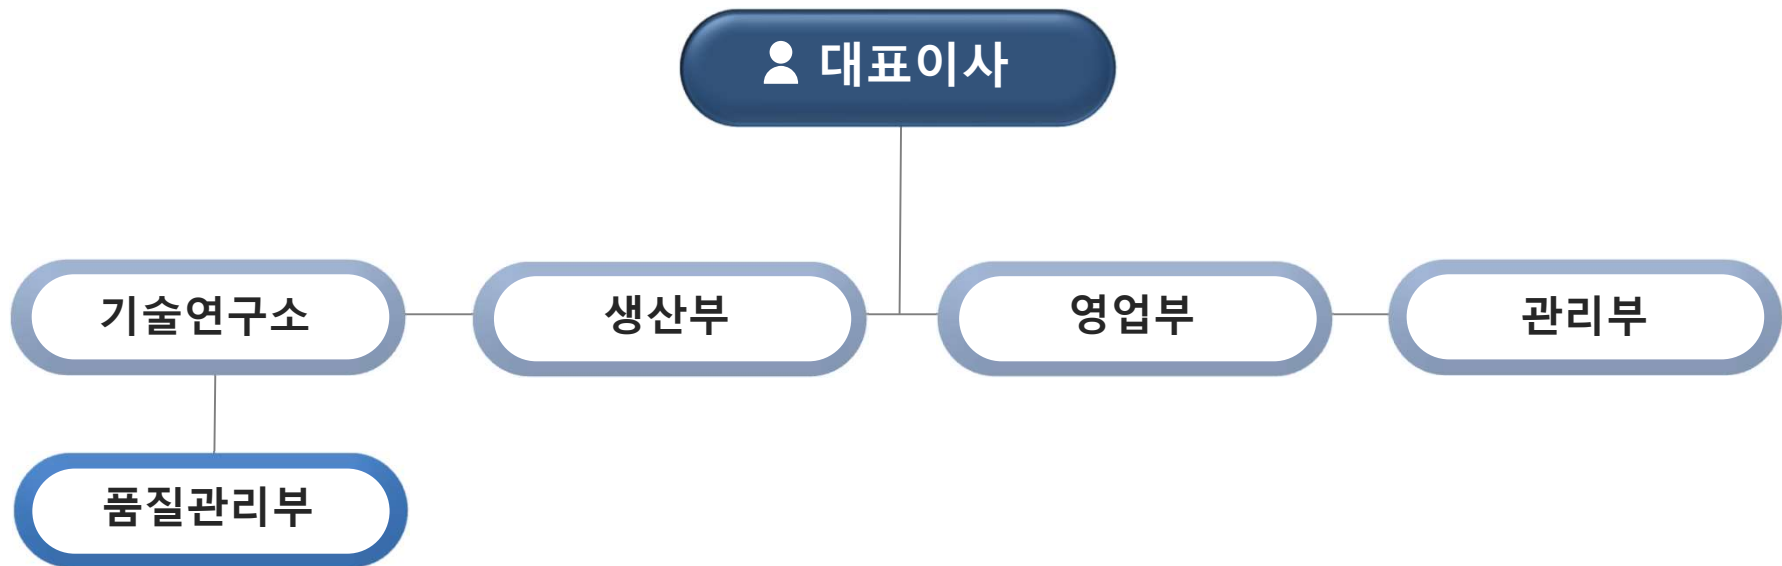 대표이사
기술연구소
생산부
영업부
관리부
품질관리부